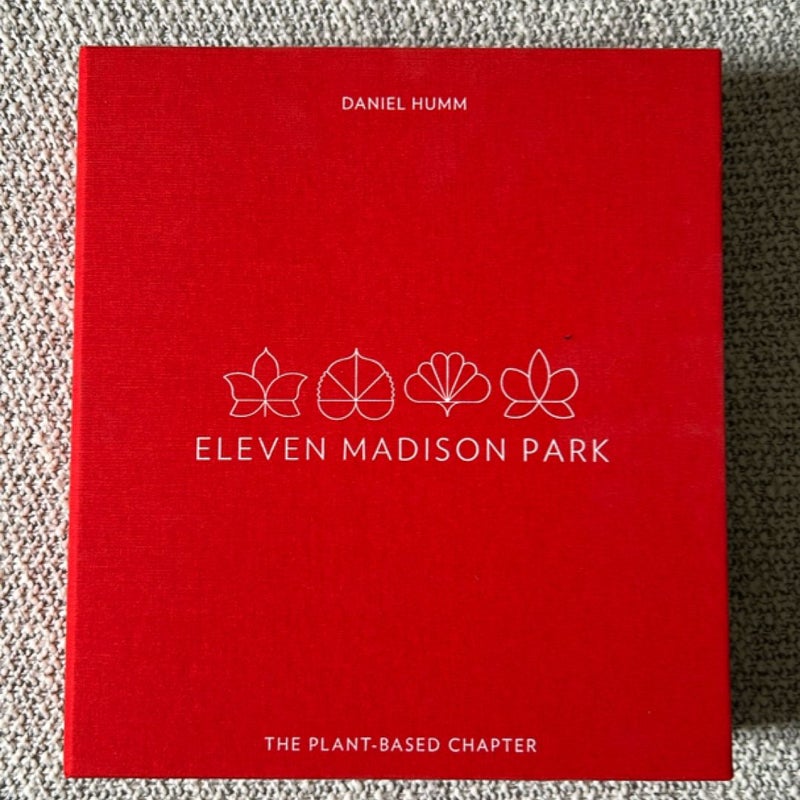 DANIEL HUMM
ELEVEN MADISON PARK
THE PLANT-BASED CHAPTER